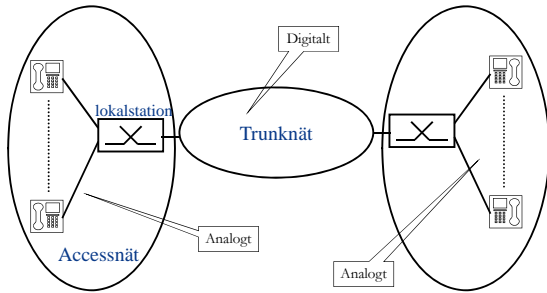 Digitalt
lokalstation
Trunknät
Analogt
Accessnät
Analogt